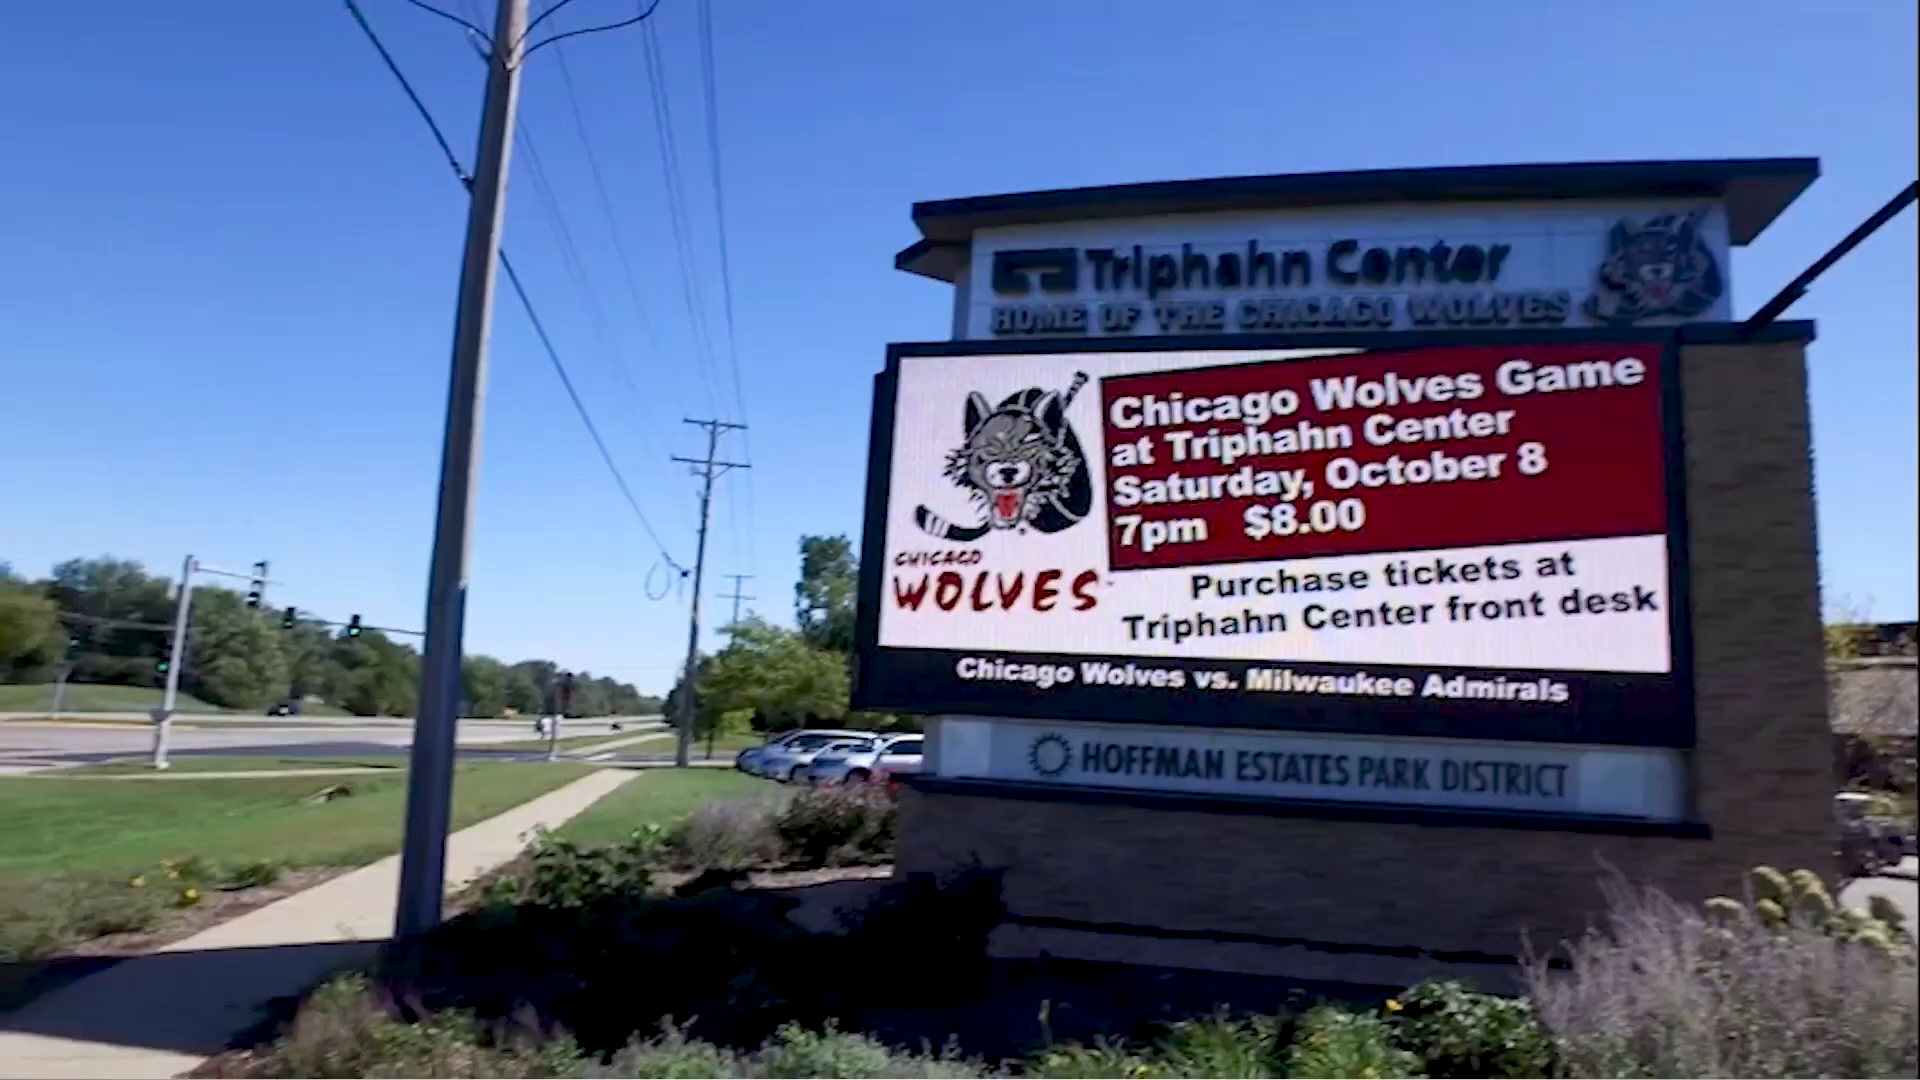 Triphahn Center
HOME OF THE CHICAGO WOLVES
Chicago Wolves Game
at Triphahn Center
Saturday, October 8
7pm $8.00
CHICAGO
WOLVES
Purchase tickets at
Triphahn Center front desk
Chicago Wolves vs. Milwaukee Admirals
HOFFMAN ESTATES PARK DISTRICT